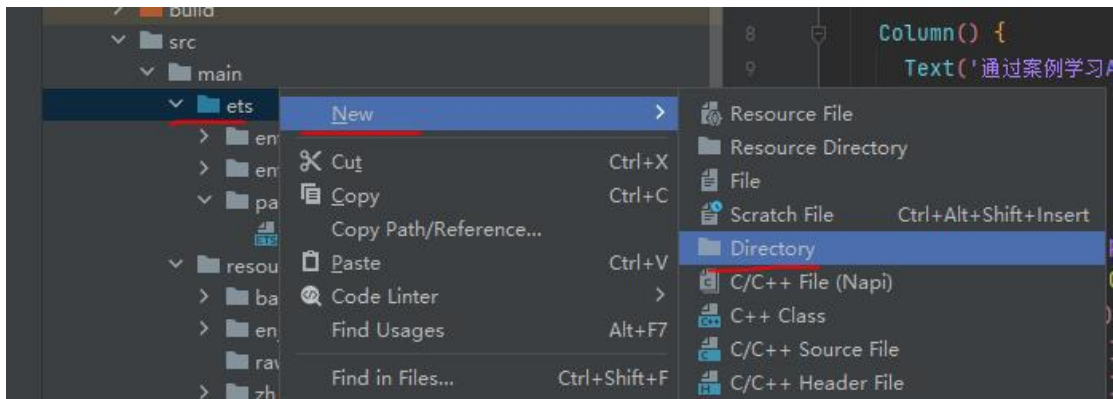 build
src
main
ets
en
en
pa
ETS
resou
ba
en
raw
zh
New
Cut Ctrl+X
Copy Ctrl+C
Copy Path/Reference...
Paste Ctrl+V
Code Linter
Find Usages Alt+F7
Find in Files... Ctrl+Shift+F
Resource File
Resource Directory
File
Scratch File Ctrl+Alt+Shift+Insert
Directory
C/C++ File (Napi)
C++ Class
C/C++ Source File
C/C++ Header File
8 Column() {
9 Text('通过案例学习A